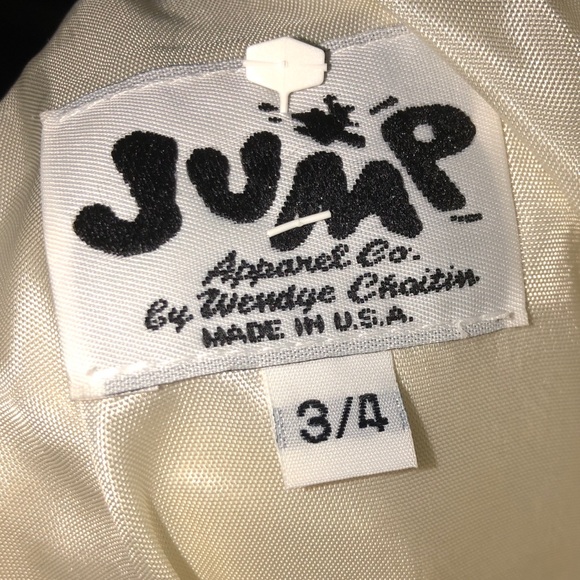 JUMP
Apparel Co.
by Wendye Chaitin
MADE IN U.S.A.
3/4